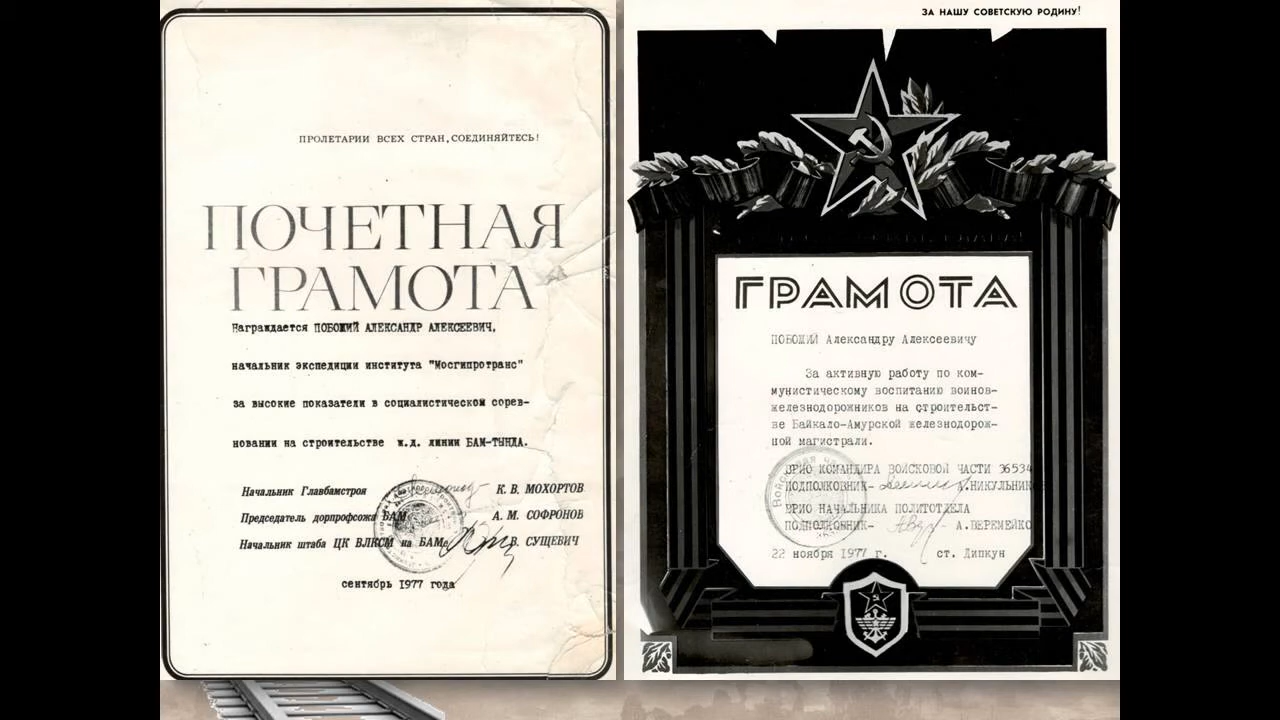 ПРОЛЕТАРИИ ВСЕХ СТРАН, СОЕДИНЯЙТЕСЬ!
ПОЧЕТНАЯ
ГРАМОТА
Награждается ПОБОЖИЙ АЛЕКСАНДР АЛЕКСЕЕВИЧ,
начальник экспедиции института "Мосгипротранс"
за высокие показатели в социалистическом сорев-
новании на строительстве ж.д. линии БАМ-ТЫНДА.
Начальник Главбамстроя К. В. МОХОРТОВ
Председатель дорпрофсожа БАМ А. М. СОФРОНОВ
Начальник штаба ЦК ВЛКСМ на БАМе В. СУЩЕВИЧ
сентябрь 1977 года
ЗА НАШУ СОВЕТСКУЮ РОДИНУ!
ГРАМОТА
ПОБОЖИЙ Александру Алексеевичу
За активную работу по ком-
мунистическому воспитанию воинов-
железнодорожников на строительст-
ве Байкало-Амурской железнодорож-
ной магистрали.
ВРИО КОМАНДИРА ВОЙСКОВОЙ ЧАСТИ 36534
ПОДПОЛКОВНИК- НИКУЛЬНИКОВ
ВРИО НАЧАЛЬНИКА ПОЛИТОТДЕЛА
ПОДПОЛКОВНИК- А.ВЕРЕМЕЙКО
22 ноября 1977 г. ст. Дипкун